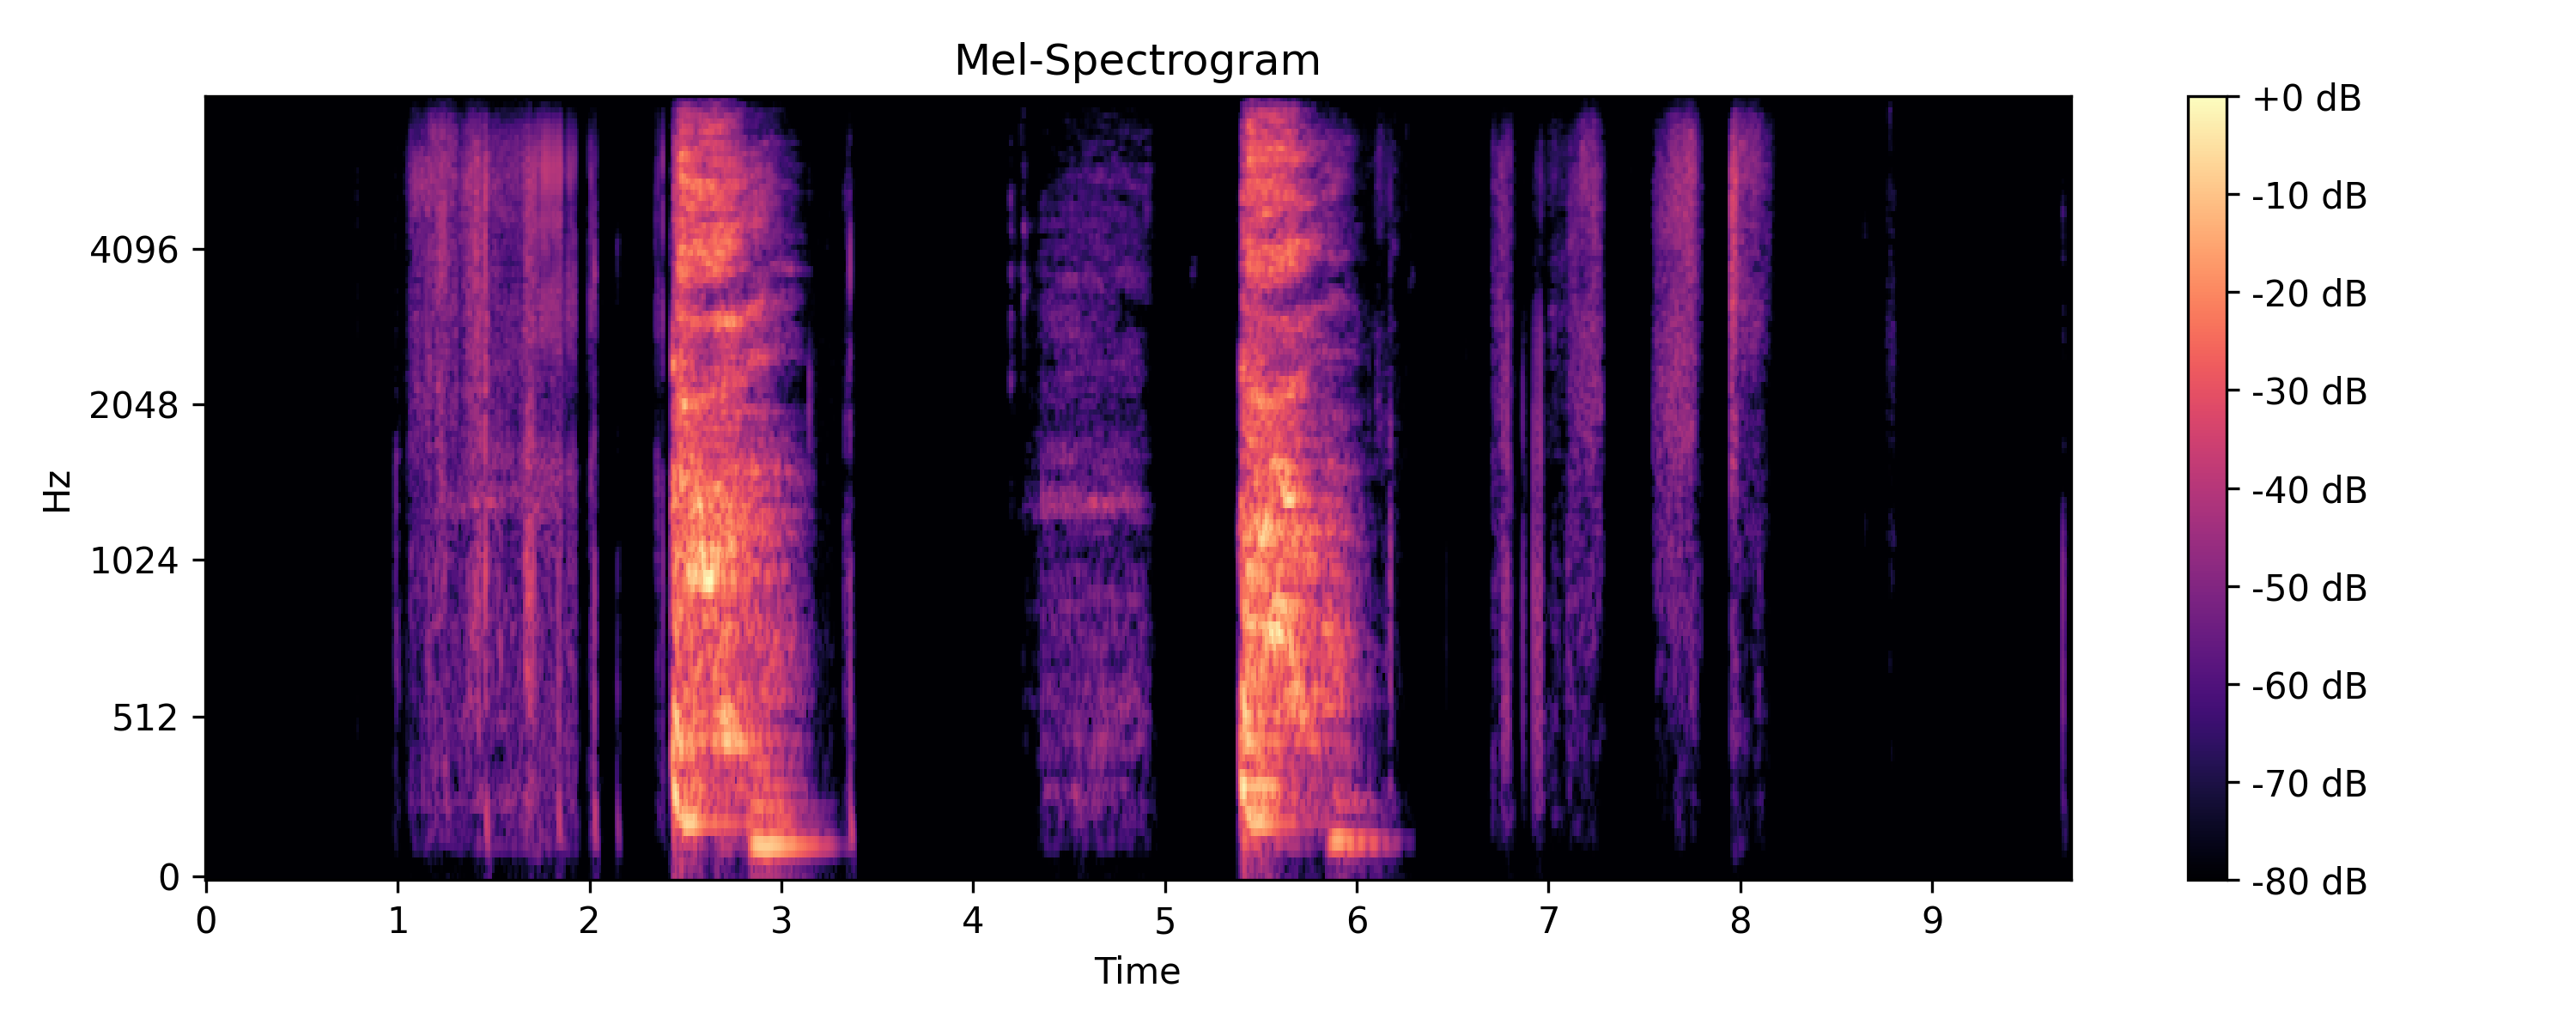 Mel-Spectrogram
+0 dB
-10 dB
4096
-20 dB
-30 dB
2048
Hz
-40 dB
1024
-50 dB
-60 dB
512
-70 dB
0
-80 dB
0 1 2 3 4 5 6 7 8 9
Time